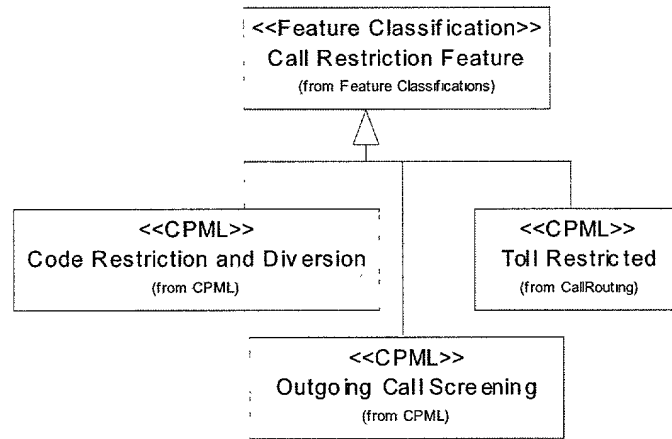 <<Feature Classification>>
Call Restriction Feature
(from Feature Classifications)
<<CPML>>
Code Restriction and Diversion
(from CPML)
<<CPML>>
Toll Restricted
(from CallRouting)
<<CPML>>
Outgoing Call Screening
(from CPML)